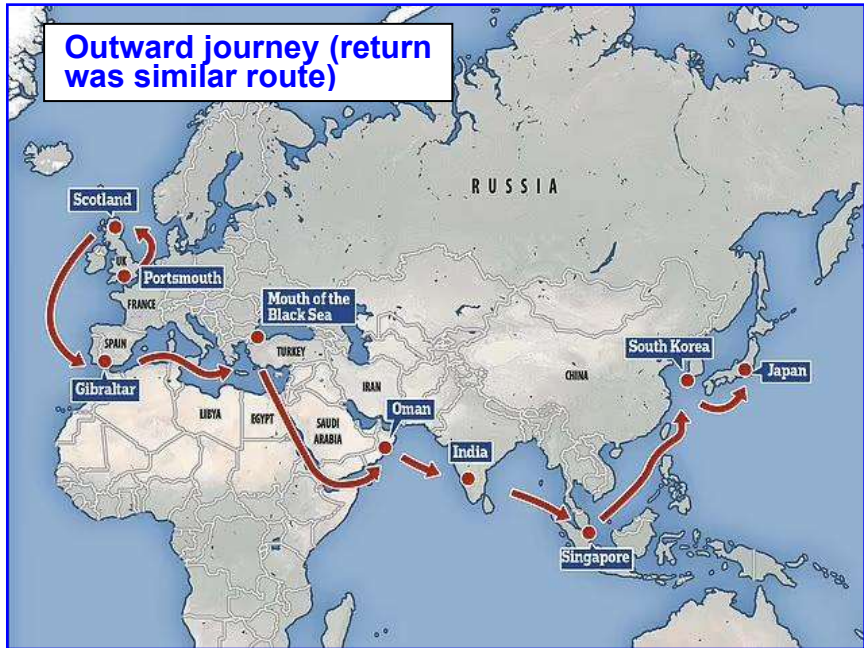 Outward journey (return
was similar route)
RUSSIA
Scotland
UK
Portsmouth
FRANCE
Mouth of the
Black Sea
SPAIN
TURKEY
South Korea
Gibraltar
IRAN
CHINA
Japan
LIBYA
EGYPT
SAUDI
ARABIA
Oman
India
Singapore